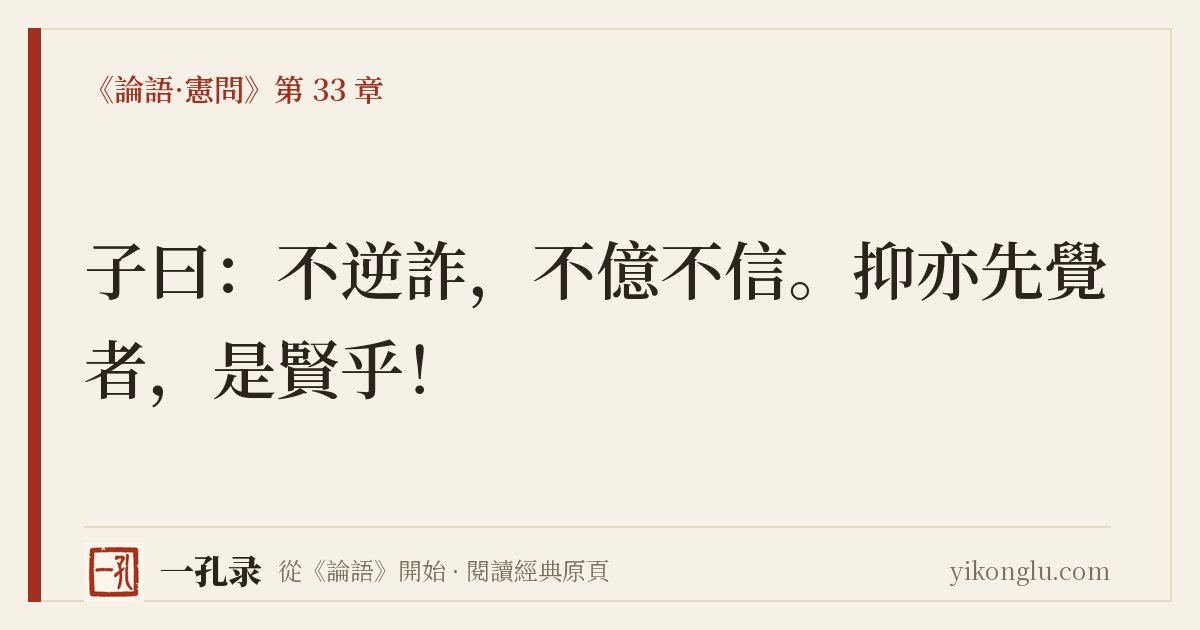 《論語·憲問》第 33 章
子曰：不逆詐，不億不信。抑亦先覺
者，是賢乎！
一孔
一孔录 從《論語》開始 · 閱讀經典原頁 yikonglu.com